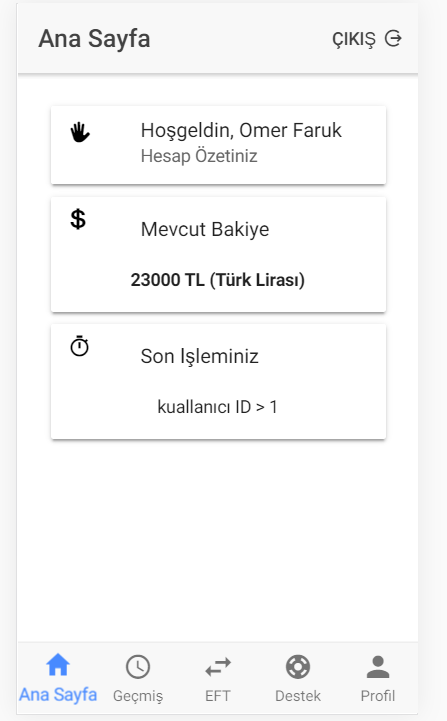 Ana Sayfa
ÇIKIŞ
Hoşgeldin, Omer Faruk
Hesap Özetiniz
Mevcut Bakiye
23000 TL (Türk Lirası)
Son Işleminiz
kuallanıcı ID > 1
Ana Sayfa Geçmiş EFT Destek Profil